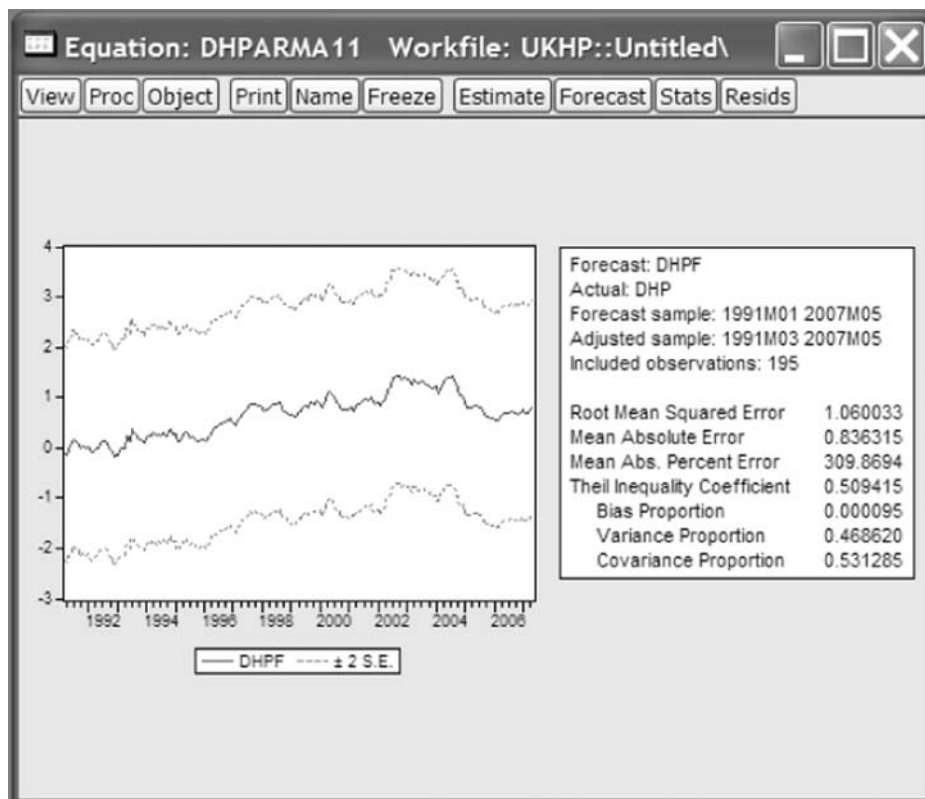 Equation: DHPARMA11 Workfile: UKHP::Untitled\
View Proc Object Print Name Freeze Estimate Forecast Stats Resids
4
3
2
1
0
-1
-2
-3
1992 1994 1996 1998 2000 2002 2004 2006
DHPF ± 2 S.E.
Forecast: DHPF
Actual: DHP
Forecast sample: 1991M01 2007M05
Adjusted sample: 1991M03 2007M05
Included observations: 195
Root Mean Squared Error 1.060033
Mean Absolute Error 0.836315
Mean Abs. Percent Error 309.8694
Theil Inequality Coefficient 0.509415
Bias Proportion 0.000095
Variance Proportion 0.468620
Covariance Proportion 0.531285